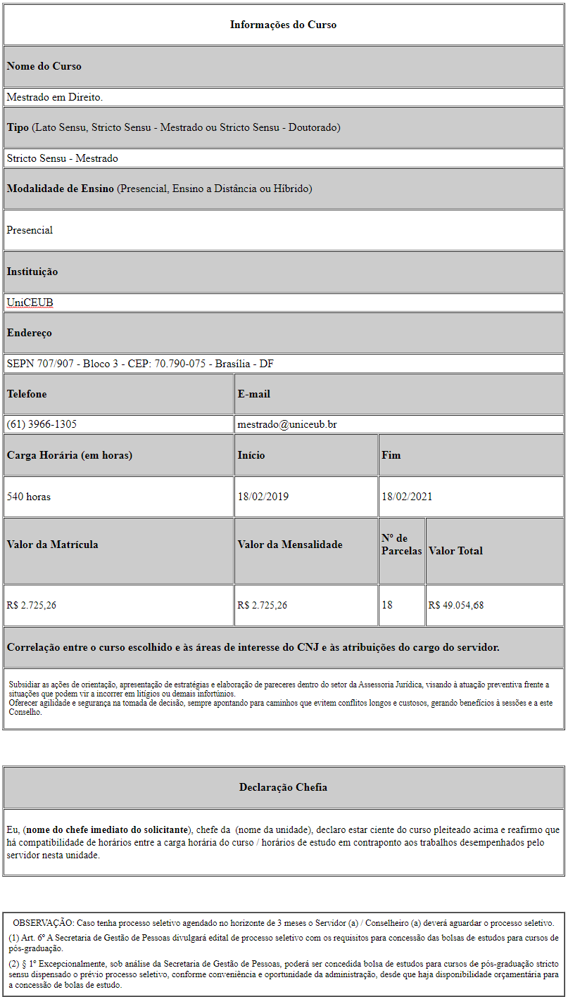 Informações do Curso
Nome do Curso
Mestrado em Direito.
Tipo (Lato Sensu, Stricto Sensu - Mestrado ou Stricto Sensu - Doutorado)
Stricto Sensu - Mestrado
Modalidade de Ensino (Presencial, Ensino a Distância ou Híbrido)
Presencial
Instituição
UniCEUB
Endereço
SEPN 707/907 - Bloco 3 - CEP: 70.790-075 - Brasília - DF
Telefone E-mail
(61) 3966-1305 mestrado@uniceub.br
Carga Horária (em horas) Início Fim
540 horas 18/02/2019 18/02/2021
Valor da Matrícula Valor da Mensalidade Nº de
Parcelas Valor Total
R$ 2.725,26 R$ 2.725,26 18 R$ 49.054,68
Correlação entre o curso escolhido e às áreas de interesse do CNJ e às atribuições do cargo do servidor.
Subsidiar as ações de orientação, apresentação de estratégias e elaboração de pareceres dentro do setor da Assessoria Jurídica, visando à atuação preventiva frente a
situações que podem vir a incorrer em litígios ou demais infortúnios.
Oferecer agilidade e segurança na tomada de decisão, sempre apontando para caminhos que evitem conflitos longos e custosos, gerando benefícios à sessões e a este
Conselho.
Declaração Chefia
Eu, (nome do chefe imediato do solicitante), chefe da (nome da unidade), declaro estar ciente do curso pleiteado acima e reafirmo que
há compatibilidade de horários entre a carga horária do curso / horários de estudo em contraponto aos trabalhos desempenhados pelo
servidor nesta unidade.
OBSERVAÇÃO: Caso tenha processo seletivo agendado no horizonte de 3 meses o Servidor (a) / Conselheiro (a) deverá aguardar o processo seletivo.
(1) Art. 6º A Secretaria de Gestão de Pessoas divulgará edital de processo seletivo com os requisitos para concessão das bolsas de estudos para cursos de
pós-graduação.
(2) § 1º Excepcionalmente, sob análise da Secretaria de Gestão de Pessoas, poderá ser concedida bolsa de estudos para cursos de pós-graduação stricto
sensu dispensado o prévio processo seletivo, conforme conveniência e oportunidade da administração, desde que haja disponibilidade orçamentária para
a concessão de bolas de estudo.